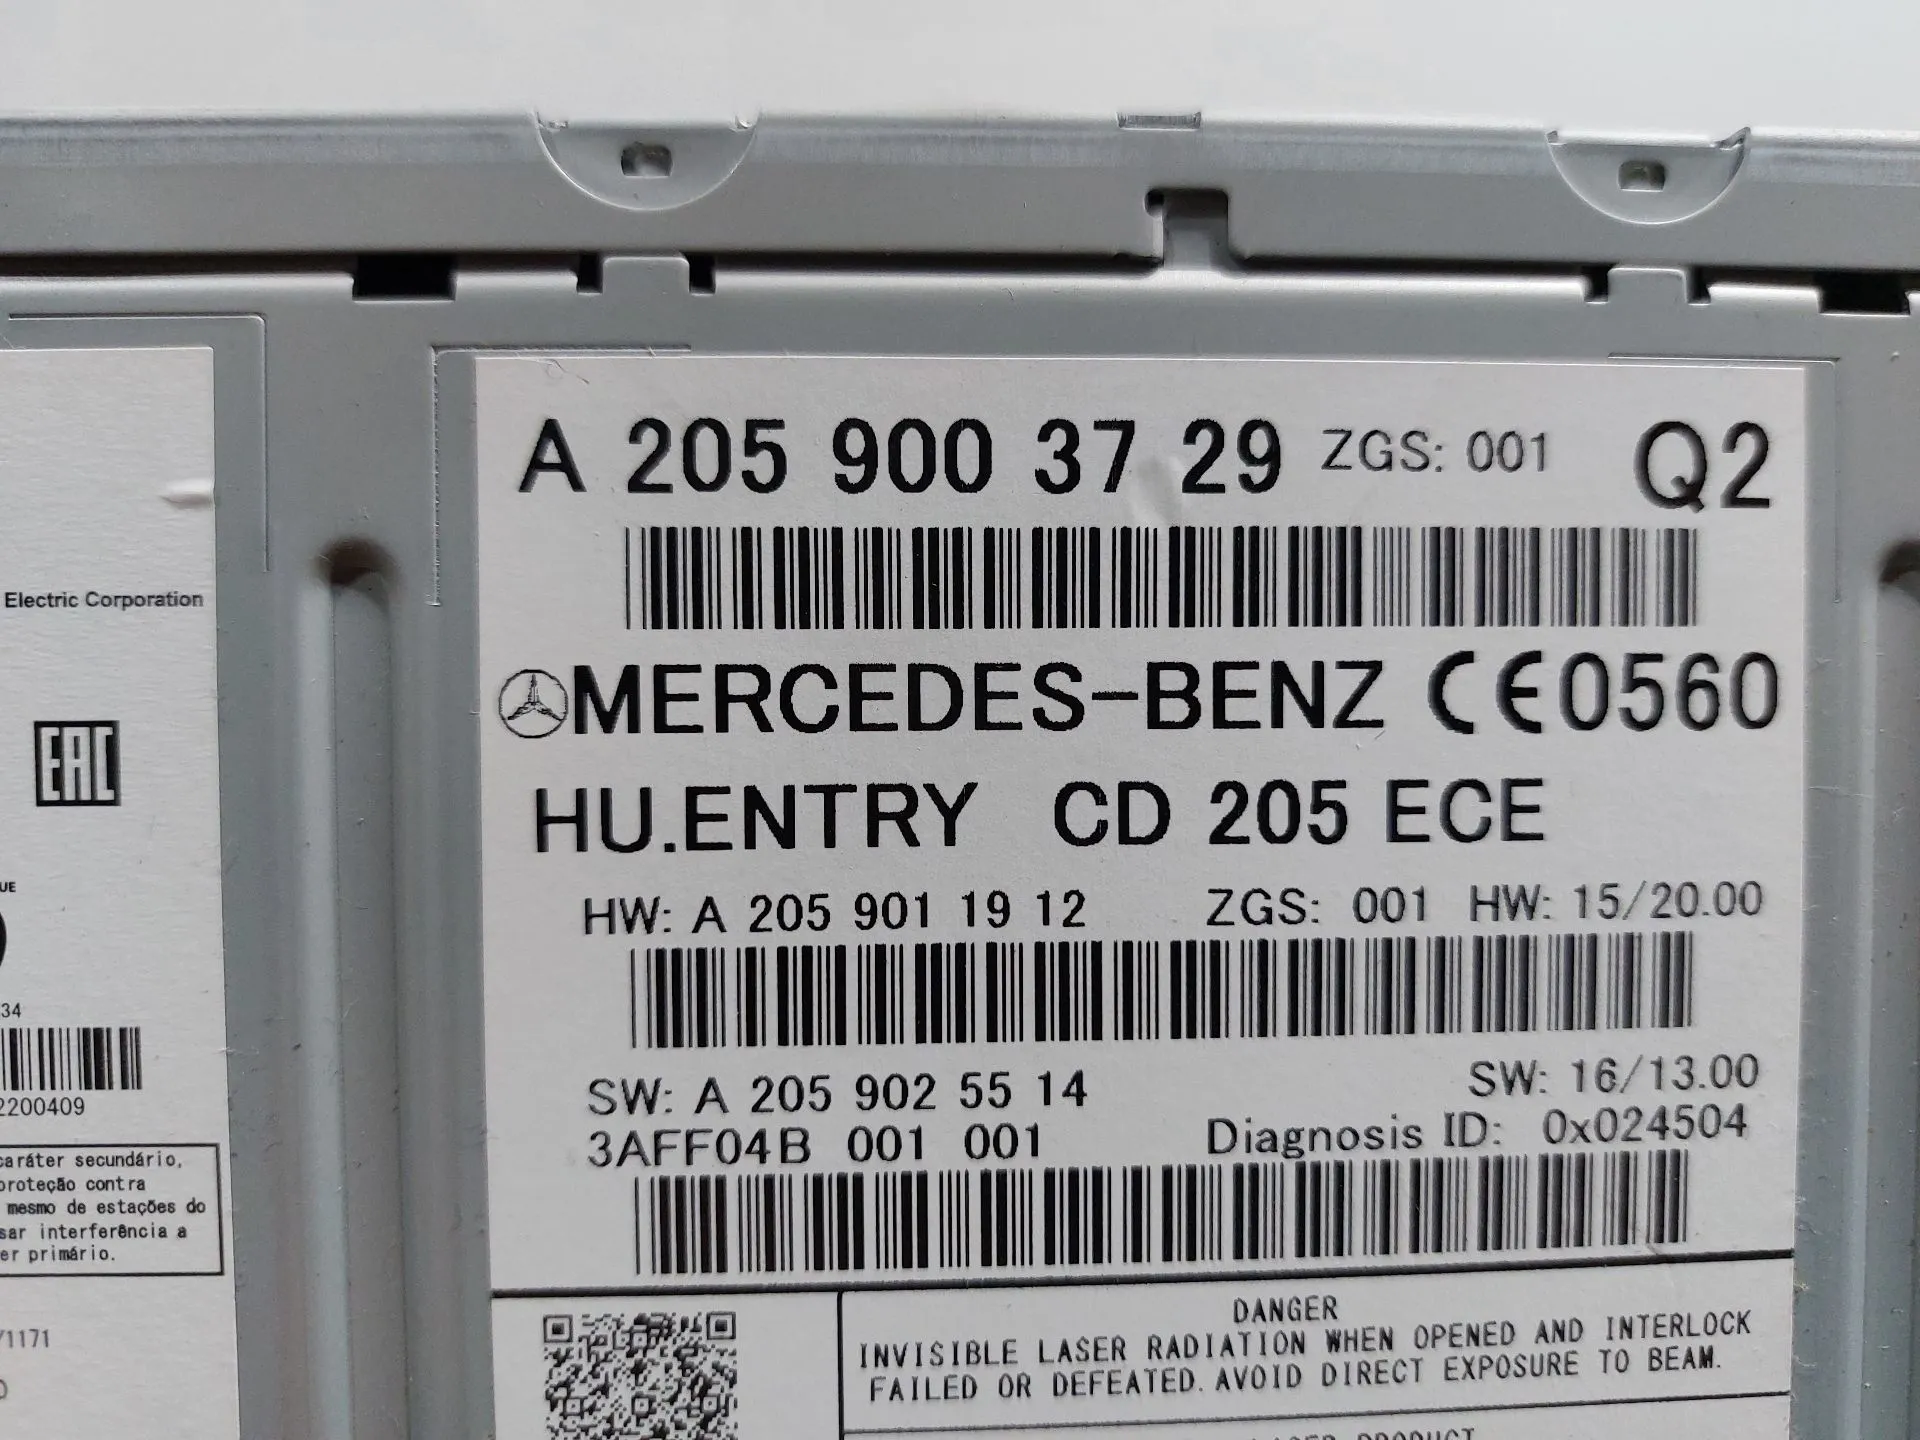 Electric Corporation
EAC
UE
34
2200409
caráter secundário,
proteção contra
mesmo de estações do
sar interferência a
er primário.
/1171
A 205 900 37 29 ZGS: 001 Q2
MERCEDES-BENZ CE0560
HU.ENTRY CD 205 ECE
HW: A 205 901 19 12 ZGS: 001 HW: 15/20.00
SW: A 205 902 55 14 SW: 16/13.00
3AFF04B 001 001 Diagnosis ID: 0x024504
DANGER
INVISIBLE LASER RADIATION WHEN OPENED AND INTERLOCK
FAILED OR DEFEATED. AVOID DIRECT EXPOSURE TO BEAM.